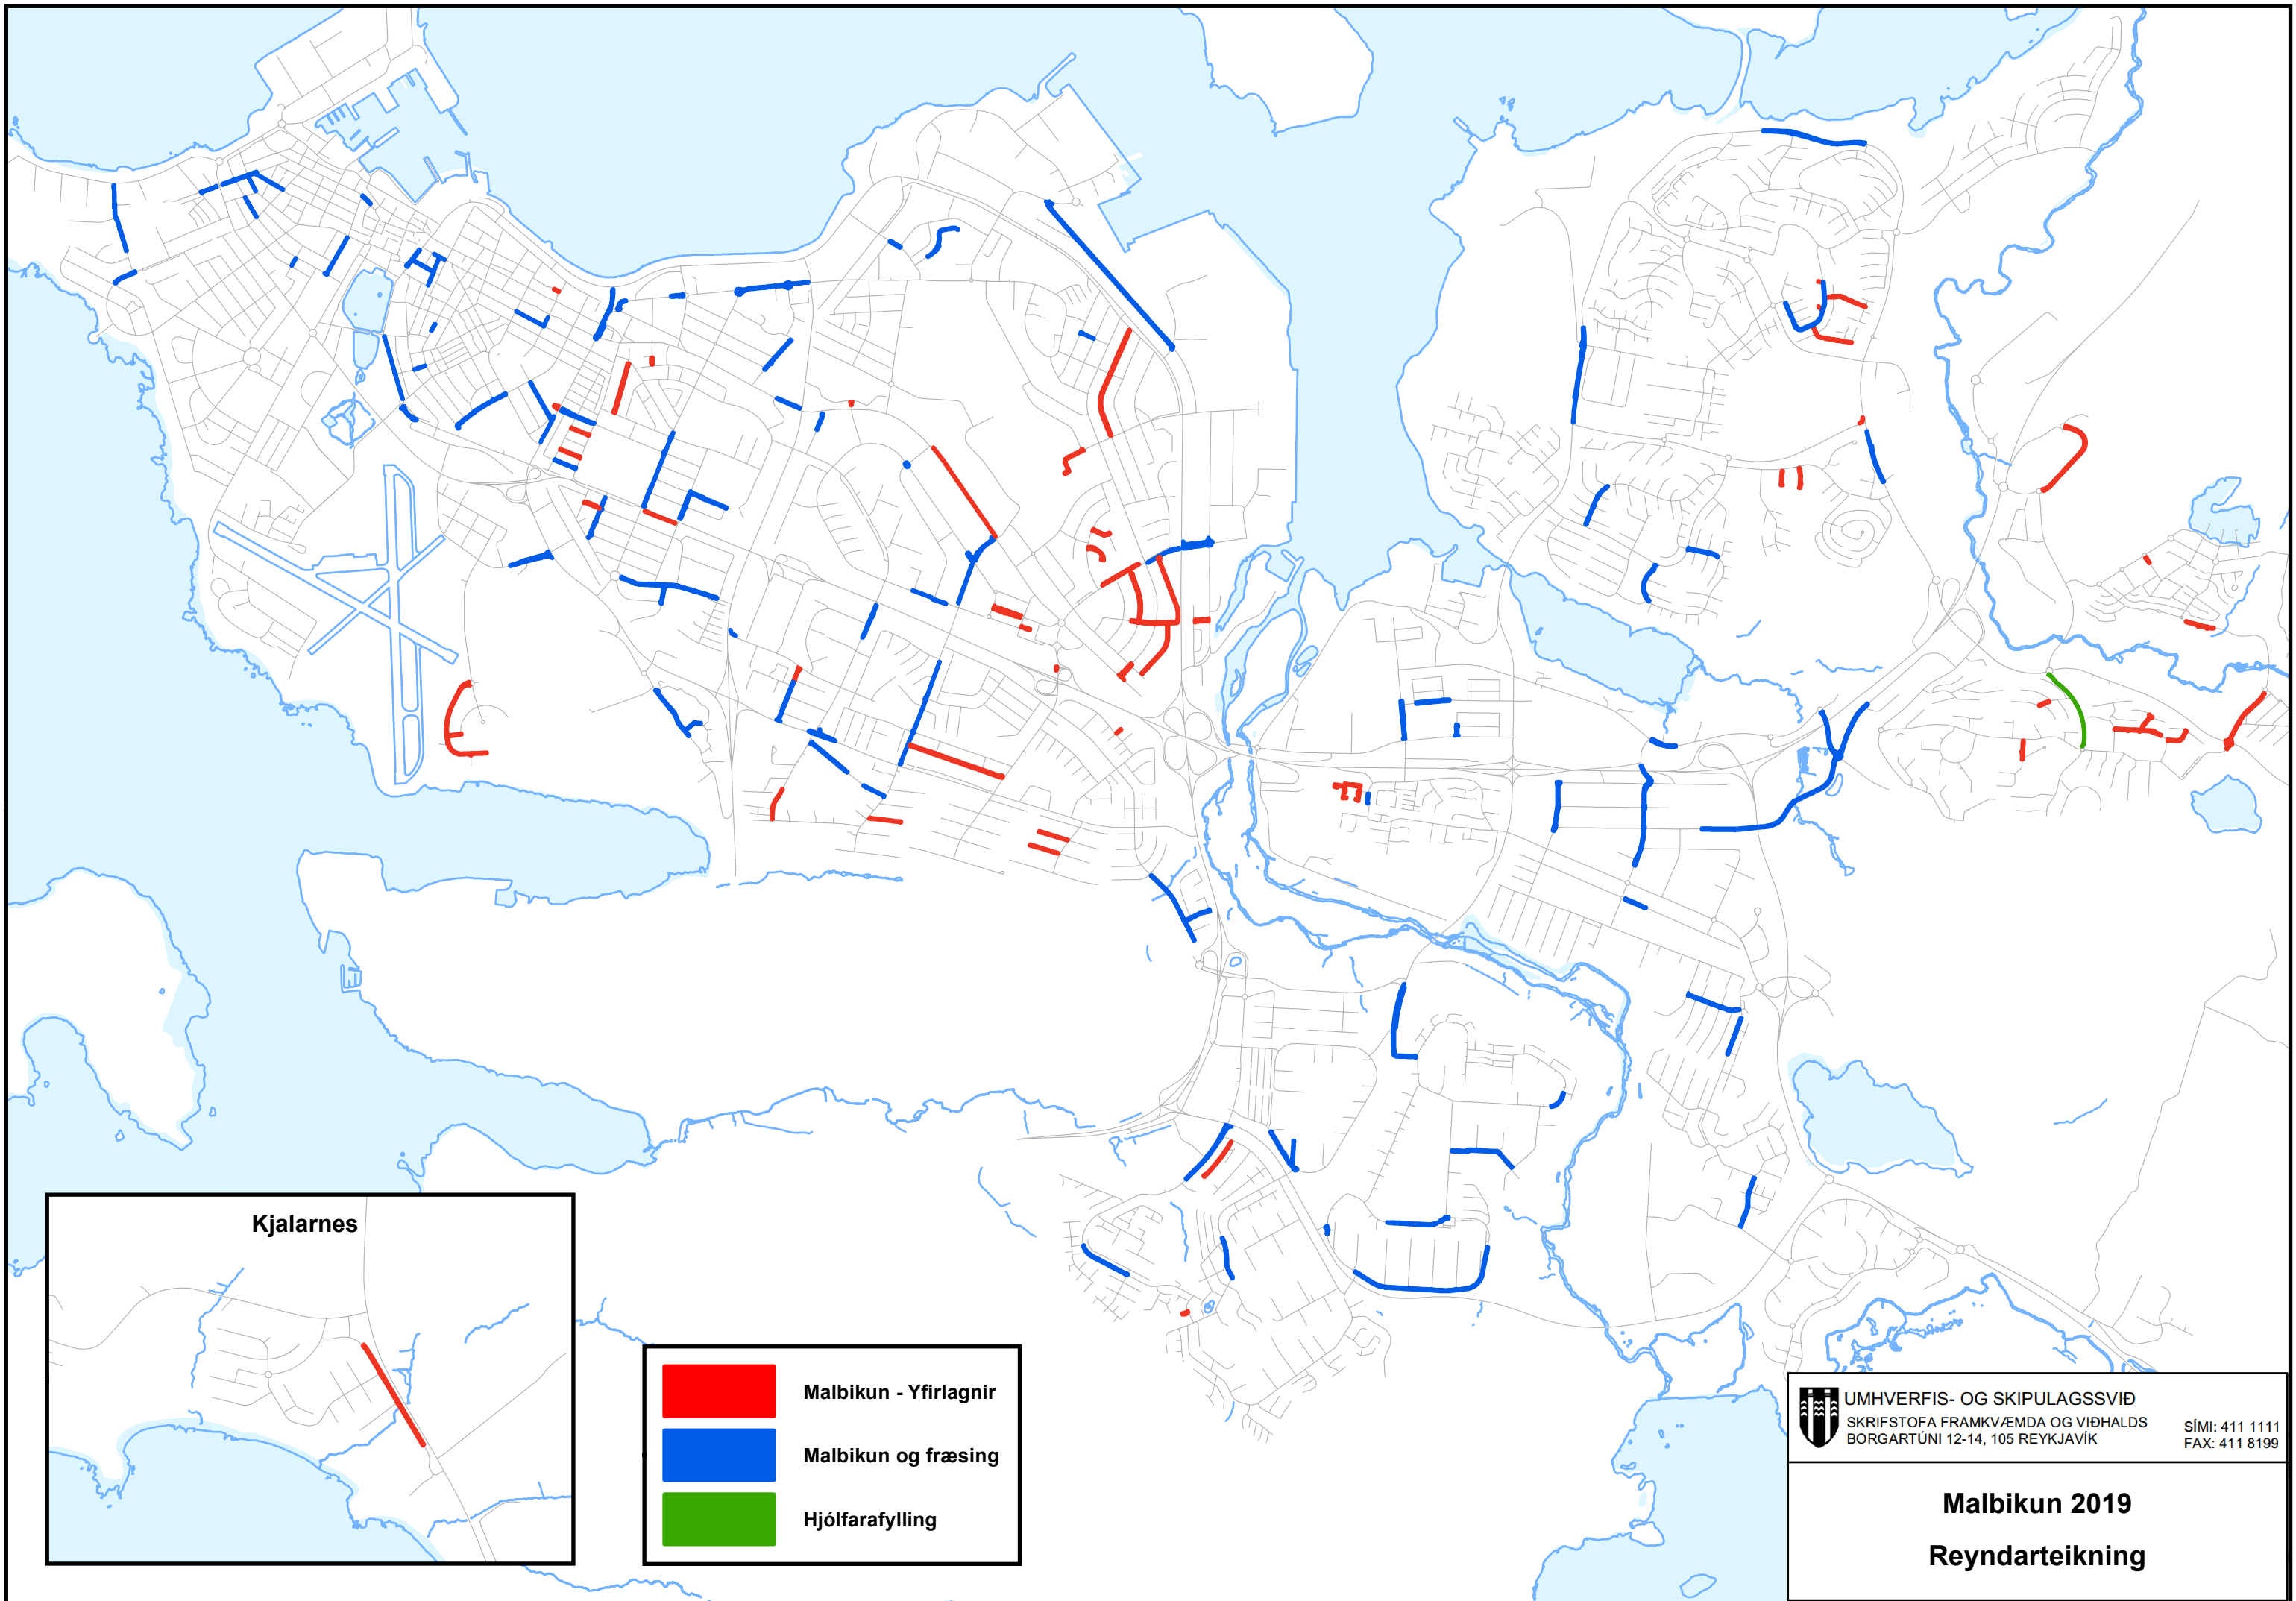 Kjalarnes
Malbikun - Yfirlagnir
Malbikun og fræsing
Hjólfarafylling
UMHVERFIS- OG SKIPULAGSSVIÐ
SKRIFSTOFA FRAMKVÆMDA OG VIÐHALDS
BORGARTÚNI 12-14, 105 REYKJAVÍK
SÍMI: 411 1111
FAX: 411 8199
Malbikun 2019
Reyndarteikning